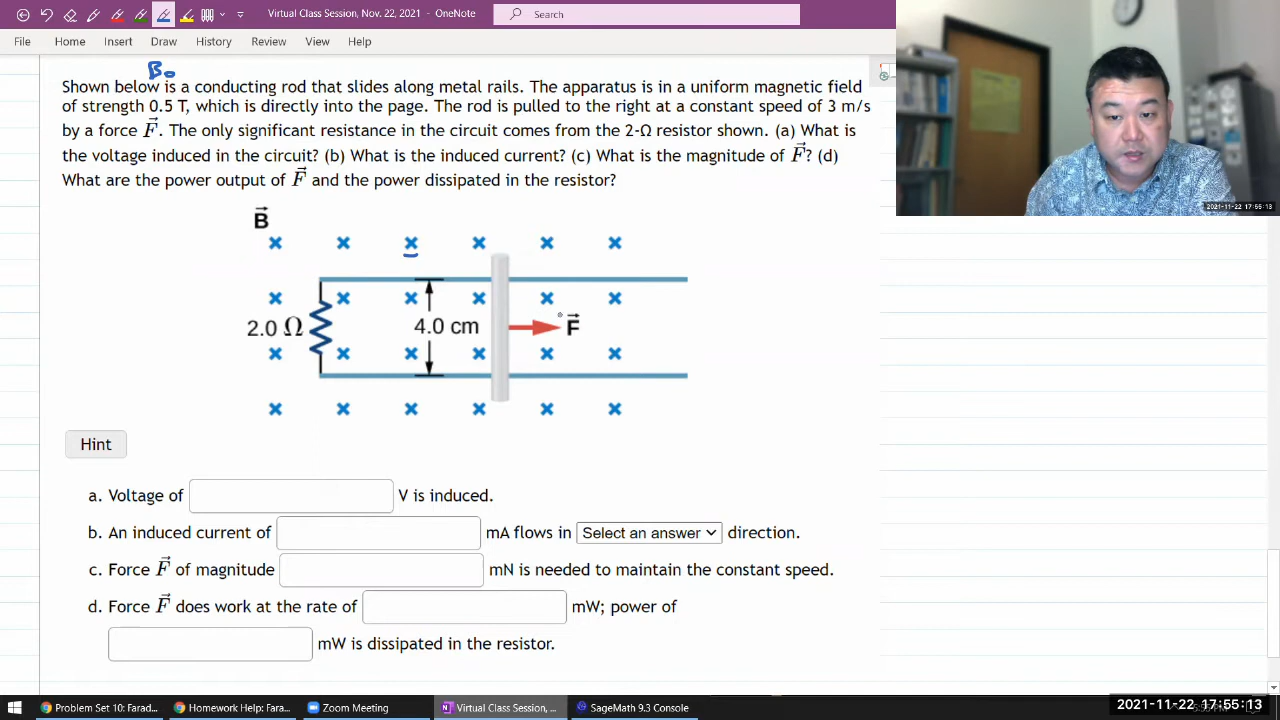 Virtual Class Session, Nov. 22, 2021 - OneNote
Search
File Home Insert Draw History Review View Help
B₀
Shown below is a conducting rod that slides along metal rails. The apparatus is in a uniform magnetic field
of strength 0.5 T, which is directly into the page. The rod is pulled to the right at a constant speed of 3 m/s
by a force F⃗. The only significant resistance in the circuit comes from the 2-Ω resistor shown. (a) What is
the voltage induced in the circuit? (b) What is the induced current? (c) What is the magnitude of F⃗? (d)
What are the power output of F⃗ and the power dissipated in the resistor?
B⃗
2.0 Ω
4.0 cm
F⃗
Hint
a. Voltage of V is induced.
b. An induced current of mA flows in Select an answer direction.
c. Force F⃗ of magnitude mN is needed to maintain the constant speed.
d. Force F⃗ does work at the rate of mW; power of
mW is dissipated in the resistor.
2021-11-22 17:55:13
Problem Set 10: Farad... Homework Help: Fara... Zoom Meeting Virtual Class Session, ... SageMath 9.3 Console
2021-11-22 17:55:13